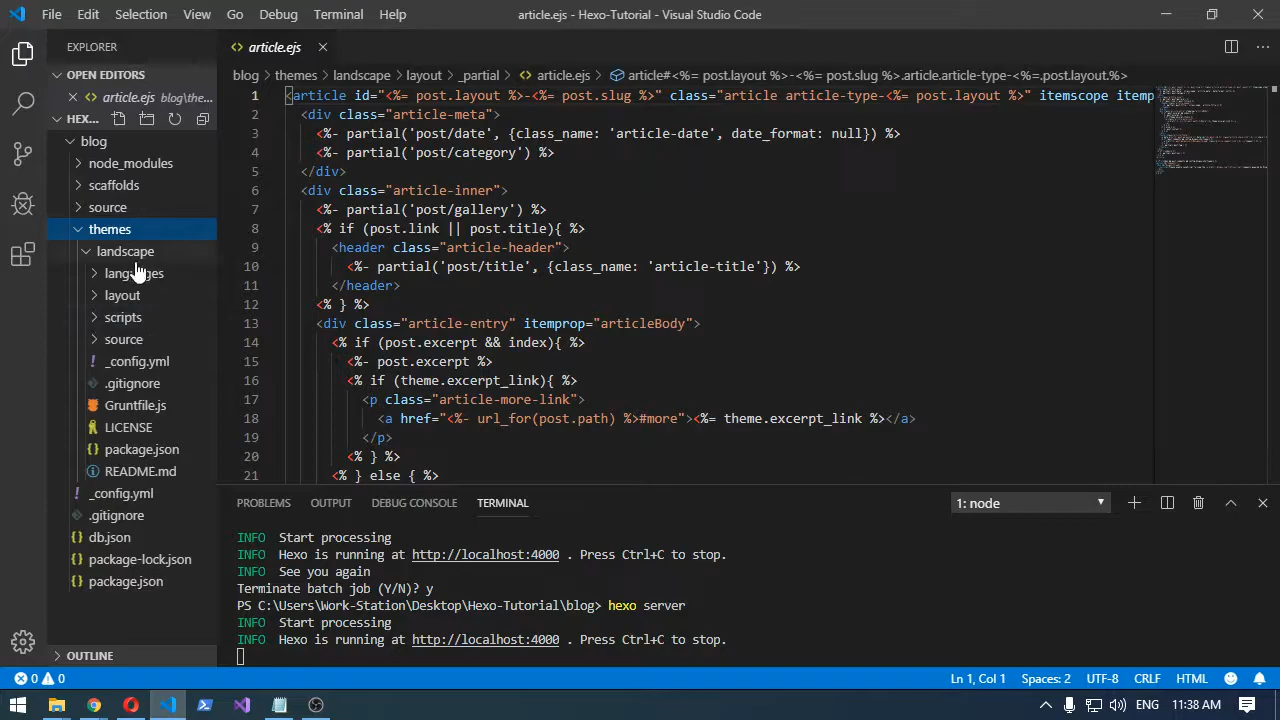 File Edit Selection View Go Debug Terminal Help
article.ejs - Hexo-Tutorial - Visual Studio Code
EXPLORER
OPEN EDITORS
article.ejs blog\the...
HEX...
blog
node_modules
scaffolds
source
themes
landscape
languages
layout
scripts
source
_config.yml
.gitignore
Gruntfile.js
LICENSE
package.json
README.md
_config.yml
.gitignore
db.json
package-lock.json
package.json
OUTLINE
article.ejs
blog > themes > landscape > layout > _partial > article.ejs > article#<%= post.layout %>-<%= post.slug %>.article.article-type-<%=.post.layout.%>
1 <article id="<%= post.layout %>-<%= post.slug %>" class="article article-type-<%= post.layout %>" itemscope itemp
2 <div class="article-meta">
3 <%- partial('post/date', {class_name: 'article-date', date_format: null}) %>
4 <%- partial('post/category') %>
5 </div>
6 <div class="article-inner">
7 <%- partial('post/gallery') %>
8 <% if (post.link || post.title){ %>
9 <header class="article-header">
10 <%- partial('post/title', {class_name: 'article-title'}) %>
11 </header>
12 <% } %>
13 <div class="article-entry" itemprop="articleBody">
14 <% if (post.excerpt && index){ %>
15 <%- post.excerpt %>
16 <% if (theme.excerpt_link){ %>
17 <p class="article-more-link">
18 <a href="<%- url_for(post.path) %>#more"><%= theme.excerpt_link %></a>
19 </p>
20 <% } %>
21 <% } else { %>
PROBLEMS OUTPUT DEBUG CONSOLE TERMINAL
1: node
INFO Start processing
INFO Hexo is running at http://localhost:4000 . Press Ctrl+C to stop.
INFO See you again
Terminate batch job (Y/N)? y
PS C:\Users\Work-Station\Desktop\Hexo-Tutorial\blog> hexo server
INFO Start processing
INFO Hexo is running at http://localhost:4000 . Press Ctrl+C to stop.
0 0
Ln 1, Col 1 Spaces: 2 UTF-8 CRLF HTML
ENG 11:38 AM